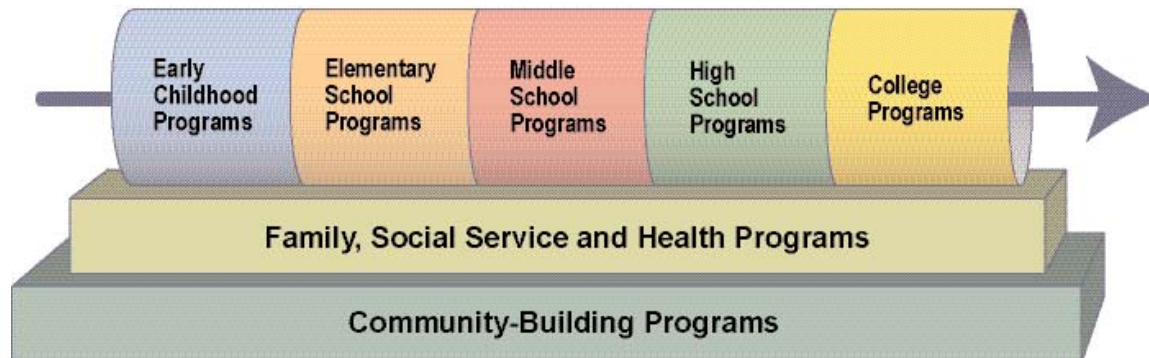 Early
Childhood
Programs
Elementary
School
Programs
Middle
School
Programs
High
School
Programs
College
Programs
Family, Social Service and Health Programs
Community-Building Programs